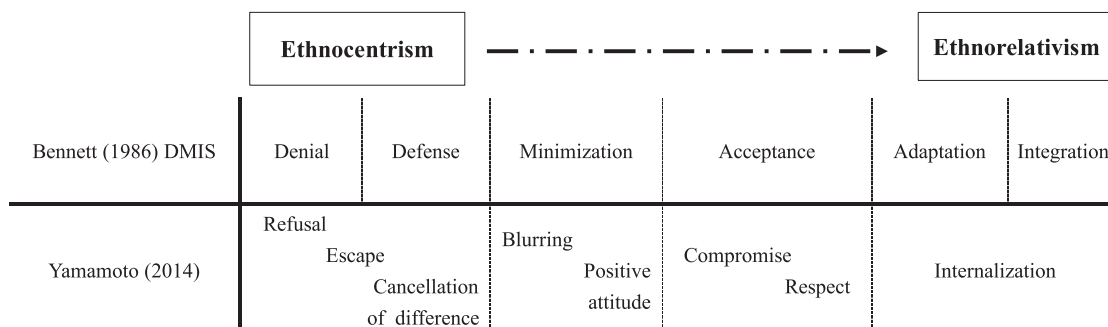 Ethnocentrism Ethnorelativism
Bennett (1986) DMIS Denial Defense Minimization Acceptance Adaptation Integration
Refusal
Blurring
Escape Compromise
Yamamoto (2014) Positive Internalization
Cancellation attitude Respect
of difference